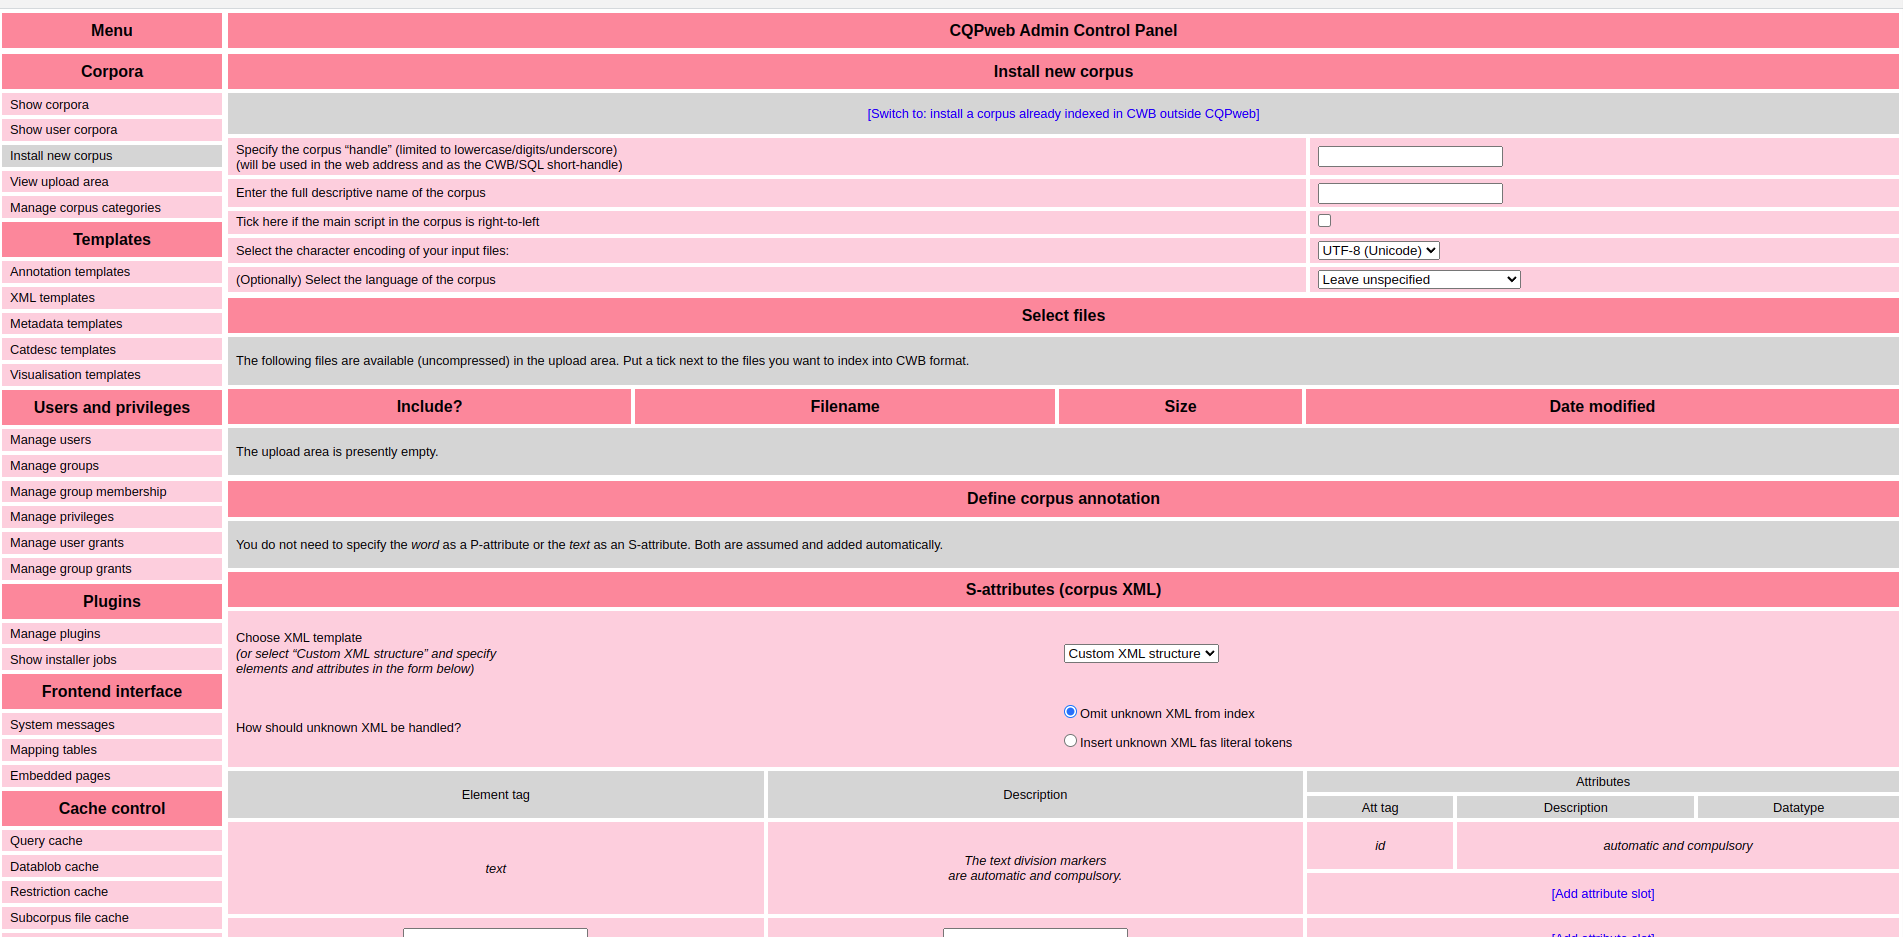 Menu
Corpora
Show corpora
Show user corpora
Install new corpus
View upload area
Manage corpus categories
Templates
Annotation templates
XML templates
Metadata templates
Catdesc templates
Visualisation templates
Users and privileges
Manage users
Manage groups
Manage group membership
Manage privileges
Manage user grants
Manage group grants
Plugins
Manage plugins
Show installer jobs
Frontend interface
System messages
Mapping tables
Embedded pages
Cache control
Query cache
Datablob cache
Restriction cache
Subcorpus file cache
CQPweb Admin Control Panel
Install new corpus
[Switch to: install a corpus already indexed in CWB outside CQPweb]
Specify the corpus “handle” (limited to lowercase/digits/underscore)
(will be used in the web address and as the CWB/SQL short-handle)
Enter the full descriptive name of the corpus
Tick here if the main script in the corpus is right-to-left
Select the character encoding of your input files:
UTF-8 (Unicode)
(Optionally) Select the language of the corpus
Leave unspecified
Select files
The following files are available (uncompressed) in the upload area. Put a tick next to the files you want to index into CWB format.
Include?
Filename
Size
Date modified
The upload area is presently empty.
Define corpus annotation
You do not need to specify the word as a P-attribute or the text as an S-attribute. Both are assumed and added automatically.
S-attributes (corpus XML)
Choose XML template
(or select “Custom XML structure” and specify
elements and attributes in the form below)
Custom XML structure
How should unknown XML be handled?
Omit unknown XML from index
Insert unknown XML fas literal tokens
Element tag
Description
Attributes
Att tag
Description
Datatype
text
The text division markers
are automatic and compulsory.
id
automatic and compulsory
[Add attribute slot]
[Add attribute slot]